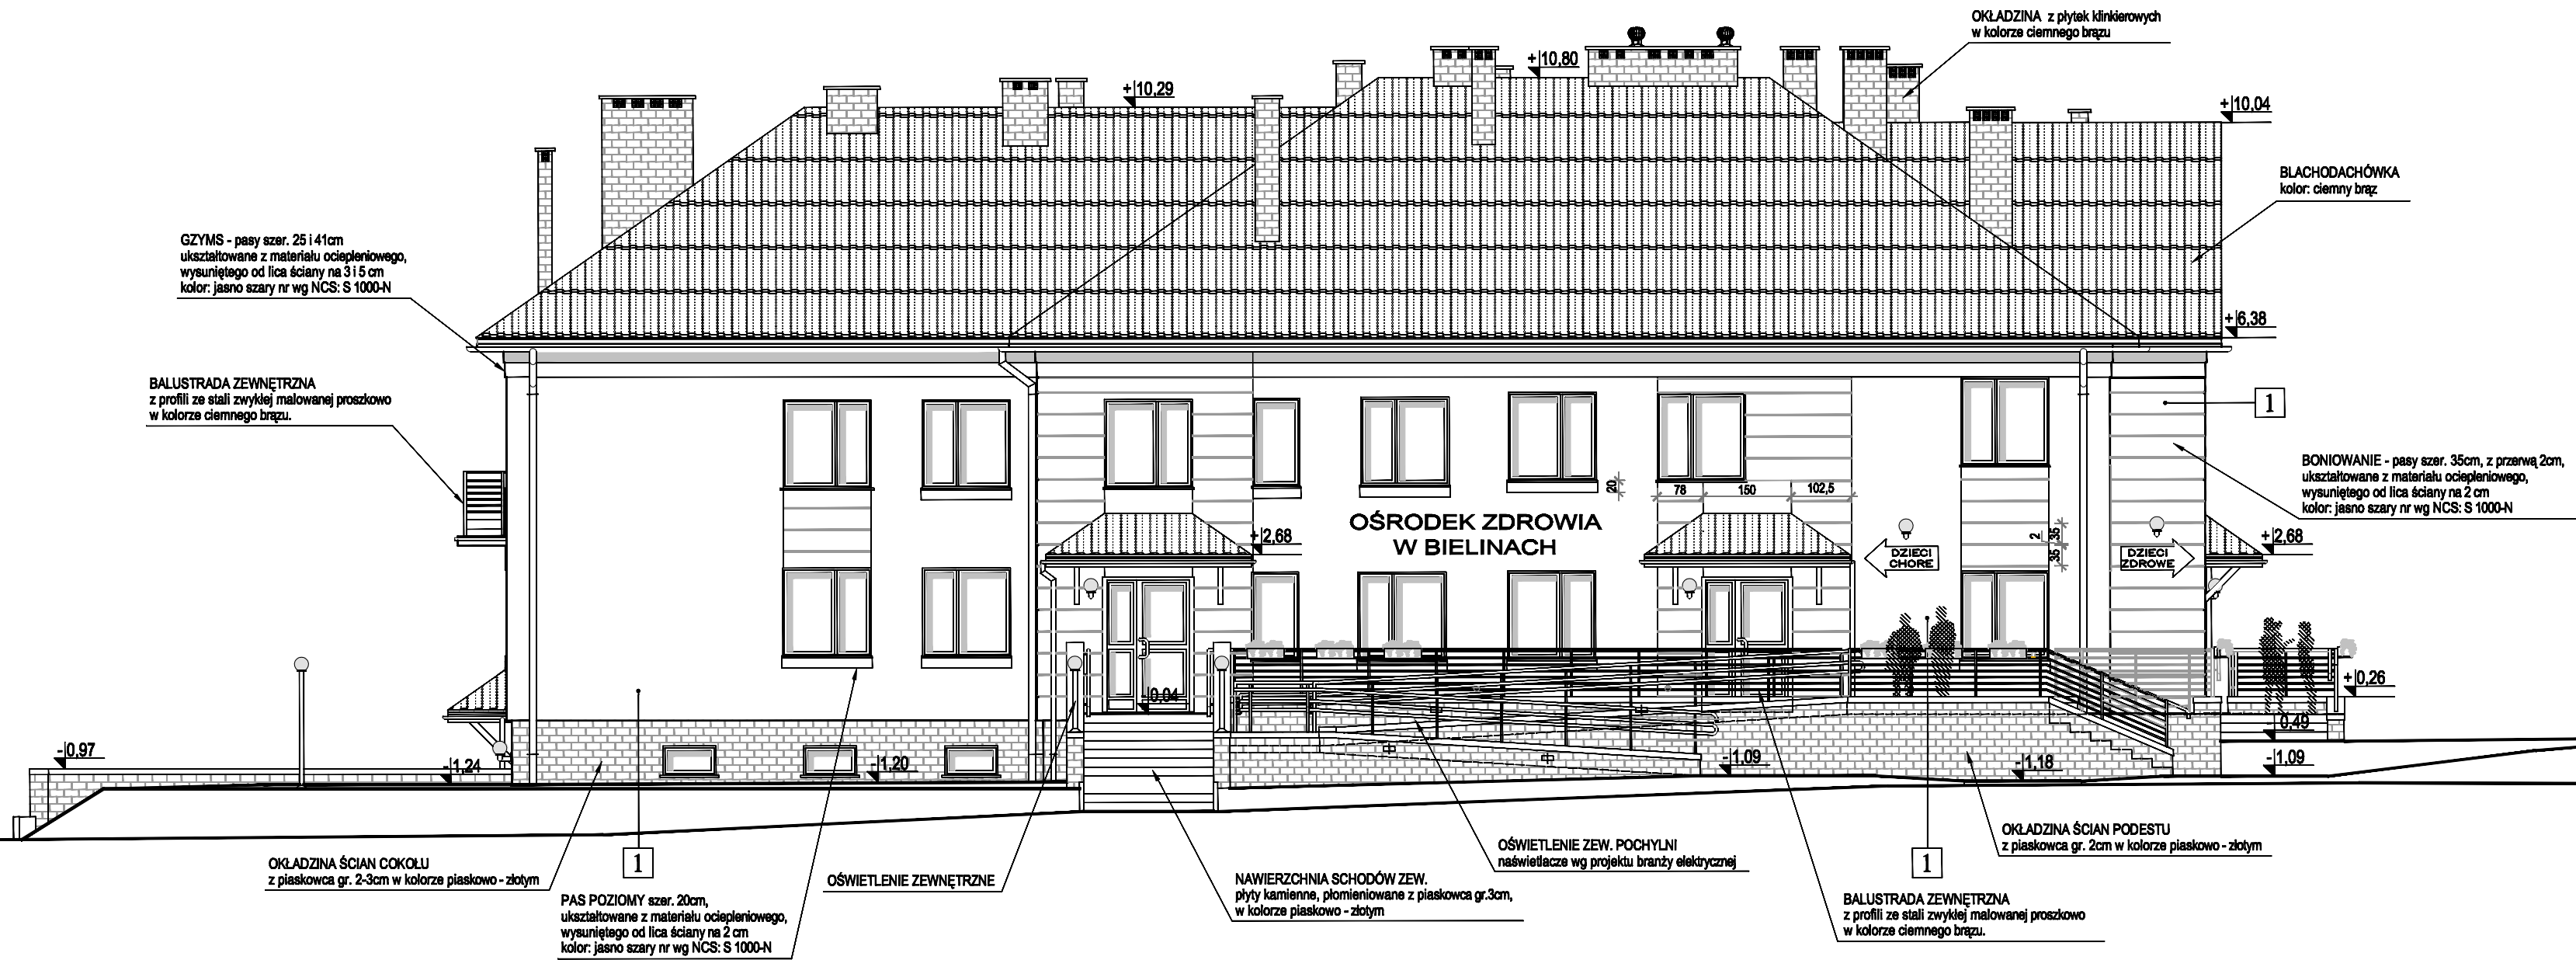 OKŁADZINA z płytek klinkierowych
w kolorze ciemnego brązu
+10,80
+10,29
+10,04
BLACHODACHÓWKA
kolor: ciemny brąz
GZYMS - pasy szer. 25 i 41cm
ukształtowane z materiału ociepleniowego,
wysuniętego od lica ściany na 3 i 5 cm
kolor: jasno szary nr wg NCS: S 1000-N
+6,38
BALUSTRADA ZEWNĘTRZNA
z profili ze stali zwykłej malowanej proszkowo
w kolorze ciemnego brązu.
1
BONIOWANIE - pasy szer. 35cm, z przerwą 2cm,
ukształtowane z materiału ociepleniowego,
wysuniętego od lica ściany na 2 cm
kolor: jasno szary nr wg NCS: S 1000-N
20
78
150
102,5
OŚRODEK ZDROWIA
W BIELINACH
+2,68
2
35
35
DZIECI
CHORE
DZIECI
ZDROWE
+2,68
-0,04
+0,26
-0,49
-0,97
-1,24
-1,20
-1,09
-1,18
-1,09
OKŁADZINA ŚCIAN COKOŁU
z piaskowca gr. 2-3cm w kolorze piaskowo - złotym
1
PAS POZIOMY szer. 20cm,
ukształtowane z materiału ociepleniowego,
wysuniętego od lica ściany na 2 cm
kolor: jasno szary nr wg NCS: S 1000-N
OŚWIETLENIE ZEWNĘTRZNE
NAWIERZCHNIA SCHODÓW ZEW.
płyty kamienne, płomieniowane z piaskowca gr.3cm,
w kolorze piaskowo - złotym
OŚWIETLENIE ZEW. POCHYLNI
naświetlacze wg projektu branży elektrycznej
1
BALUSTRADA ZEWNĘTRZNA
z profili ze stali zwykłej malowanej proszkowo
w kolorze ciemnego brązu.
OKŁADZINA ŚCIAN PODESTU
z piaskowca gr. 2cm w kolorze piaskowo - złotym